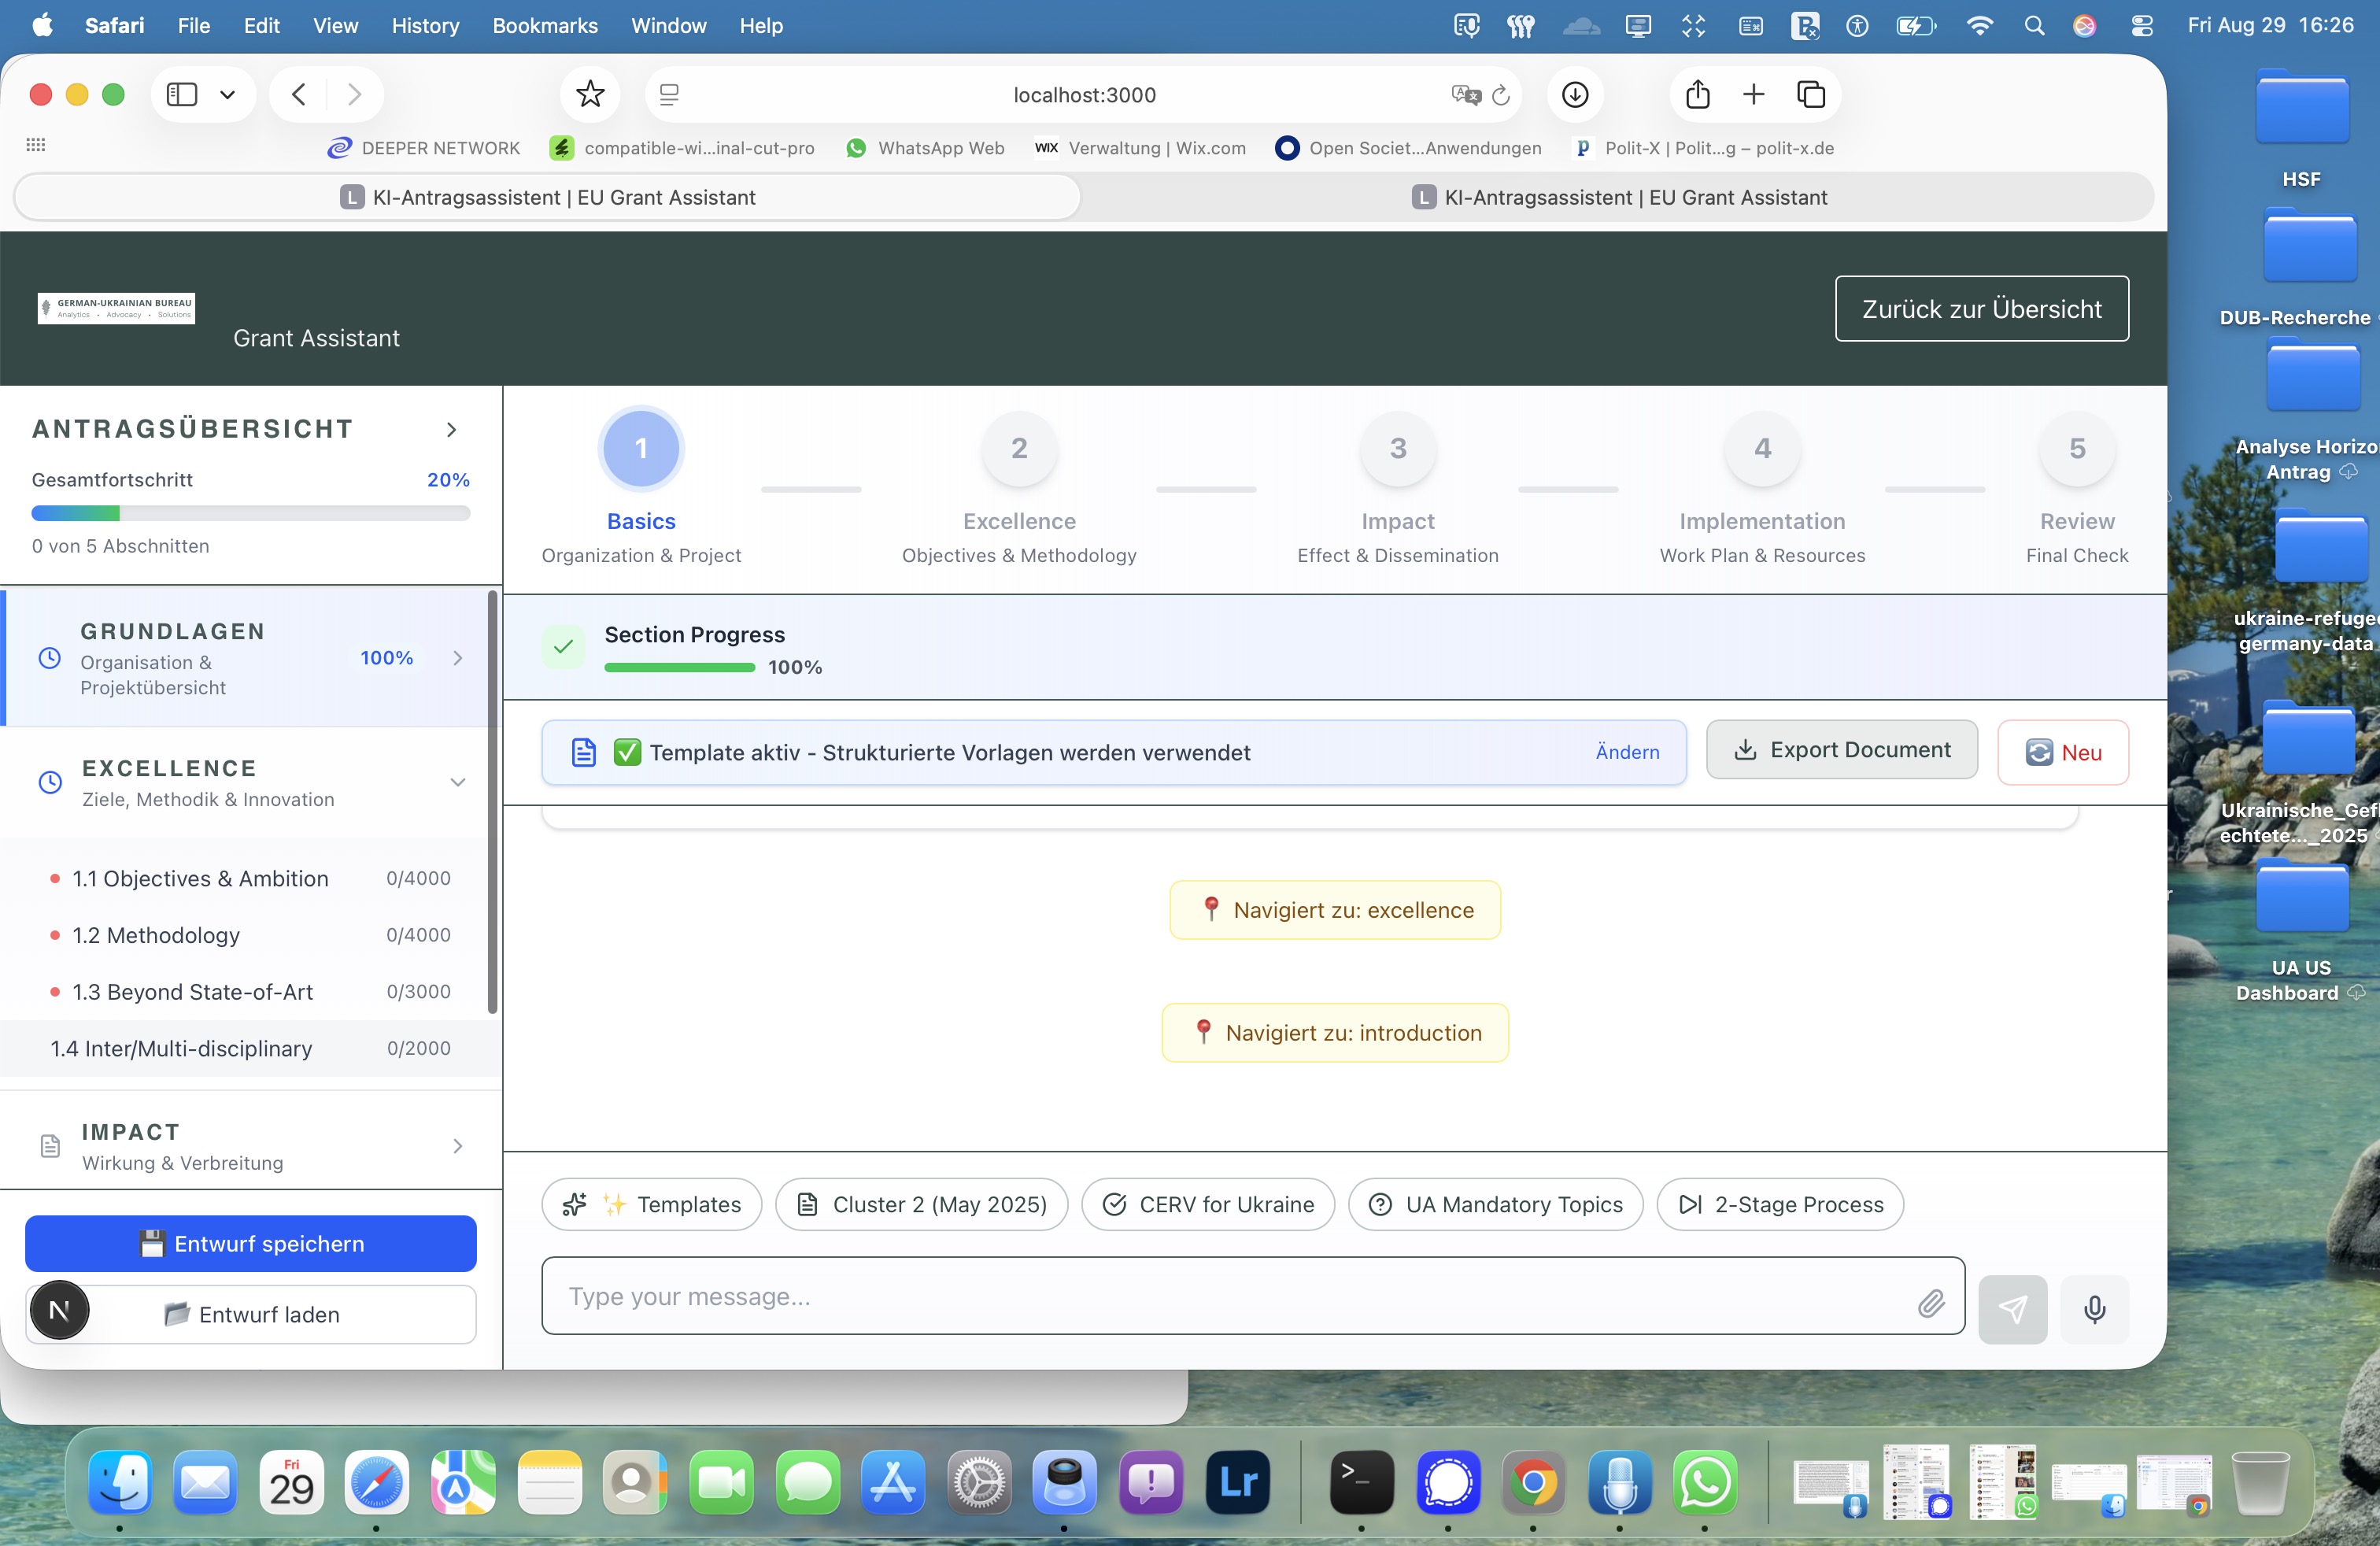 Safari File Edit View History Bookmarks Window Help Fri Aug 29 16:26
localhost:3000
DEEPER NETWORK compatible-wi...inal-cut-pro WhatsApp Web WIX Verwaltung | Wix.com Open Societ...Anwendungen Polit-X | Polit...g – polit-x.de
L KI-Antragsassistent | EU Grant Assistant
L KI-Antragsassistent | EU Grant Assistant
GERMAN-UKRAINIAN BUREAU
Analytics • Advocacy • Solutions
Grant Assistant
Zurück zur Übersicht
ANTRAGSÜBERSICHT
Gesamtfortschritt 20%
0 von 5 Abschnitten
GRUNDLAGEN
Organisation &
Projektübersicht
100%
EXCELLENCE
Ziele, Methodik & Innovation
1.1 Objectives & Ambition 0/4000
1.2 Methodology 0/4000
1.3 Beyond State-of-Art 0/3000
1.4 Inter/Multi-disciplinary 0/2000
IMPACT
Wirkung & Verbreitung
💾 Entwurf speichern
N
📂 Entwurf laden
1 2 3 4 5
Basics Excellence Impact Implementation Review
Organization & Project Objectives & Methodology Effect & Dissemination Work Plan & Resources Final Check
Section Progress
100%
✅ Template aktiv - Strukturierte Vorlagen werden verwendet Ändern
Export Document
🔄 Neu
📍 Navigiert zu: excellence
📍 Navigiert zu: introduction
✨ Templates Cluster 2 (May 2025) CERV for Ukraine UA Mandatory Topics 2-Stage Process
Type your message...
HSF
DUB-Recherche
Analyse Horizo
Antrag
ukraine-refugee
germany-data
Ukrainische_Gefl
echtete..._2025
UA US
Dashboard
Fri
29
Lr